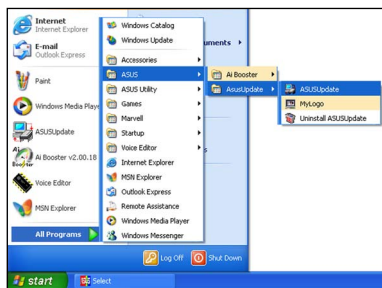 Internet
Internet Explorer
E-mail
Outlook Express
Paint
Windows Media Play
ASUSUpdate
Ai Booster v2.00.18
Voice Editor
MSN Explorer
All Programs
uments
s
Windows Catalog
Windows Update
Accessories
ASUS
ASUS Utility
Games
Marvell
Startup
Voice Editor
Internet Explorer
MSN Explorer
Outlook Express
Remote Assistance
Windows Media Player
Windows Messenger
Ai Booster
AsusUpdate
ASUSUpdate
MyLogo
Uninstall ASUSUpdate
Log Off
Shut Down
start
Select